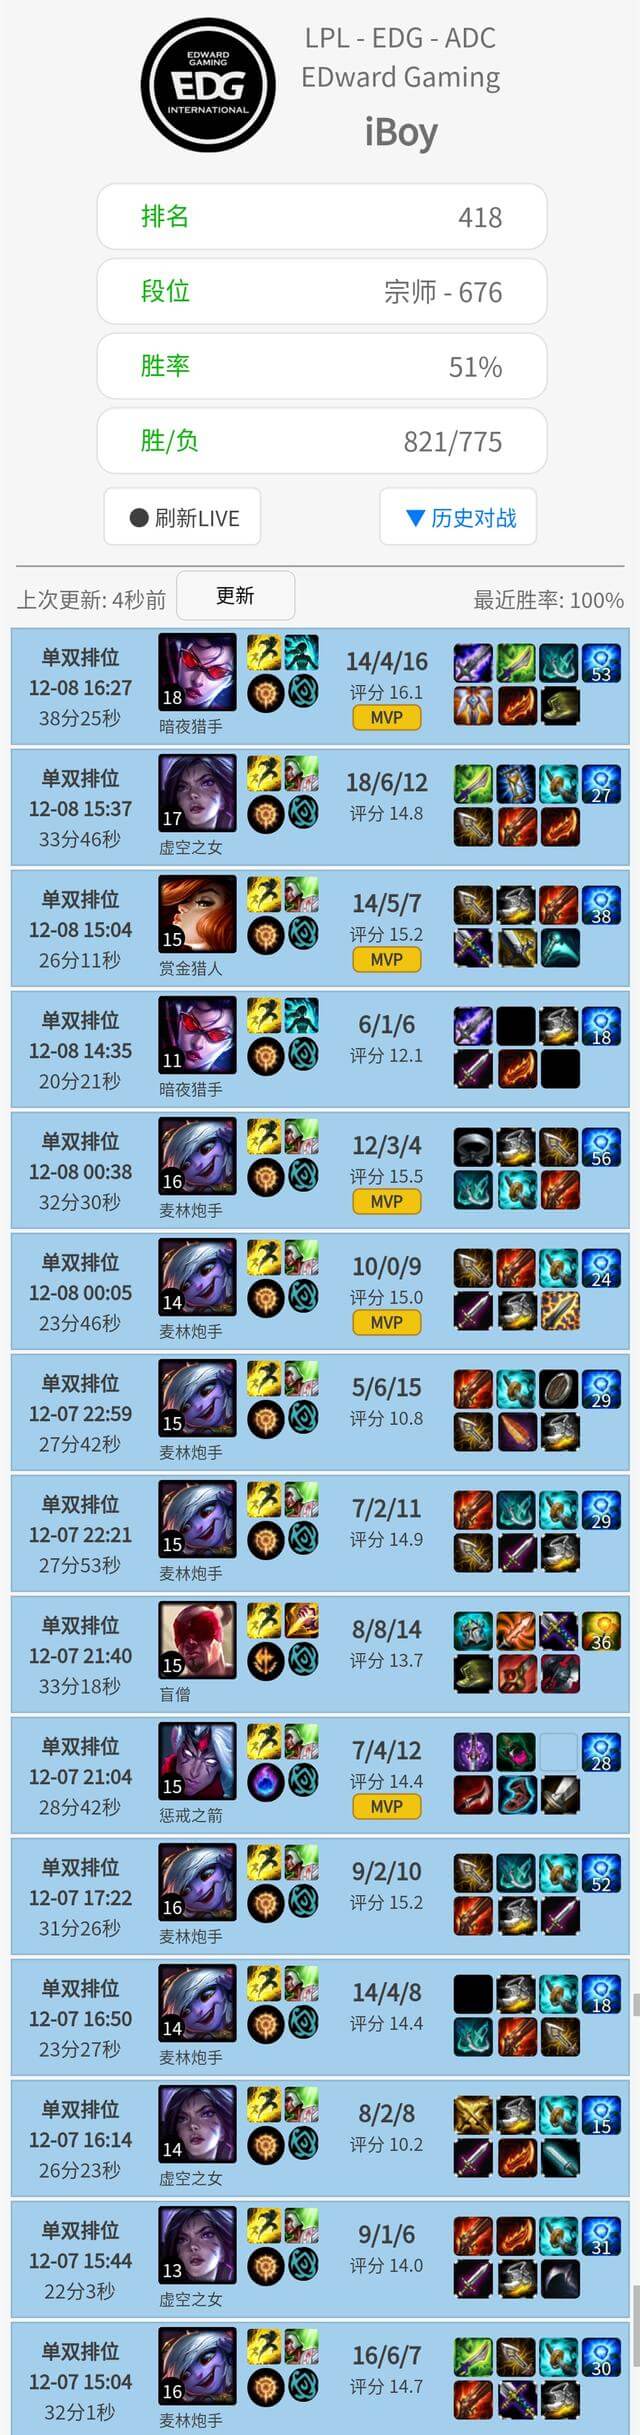 EDWARD
GAMING
EDG
INTERNATIONAL
LPL - EDG - ADC
EDward Gaming
iBoy
排名 418
段位 宗师 - 676
胜率 51%
胜/负 821/775
● 刷新LIVE ▼ 历史对战
上次更新: 4秒前 更新 最近胜率: 100%
单双排位
12-08 16:27
38分25秒
18
暗夜猎手
14/4/16
评分 16.1
MVP
53
单双排位
12-08 15:37
33分46秒
17
虚空之女
18/6/12
评分 14.8
27
单双排位
12-08 15:04
26分11秒
15
赏金猎人
14/5/7
评分 15.2
MVP
38
单双排位
12-08 14:35
20分21秒
11
暗夜猎手
6/1/6
评分 12.1
18
单双排位
12-08 00:38
32分30秒
16
麦林炮手
12/3/4
评分 15.5
MVP
56
单双排位
12-08 00:05
23分46秒
14
麦林炮手
10/0/9
评分 15.0
MVP
24
单双排位
12-07 22:59
27分42秒
15
麦林炮手
5/6/15
评分 10.8
29
单双排位
12-07 22:21
27分53秒
15
麦林炮手
7/2/11
评分 14.9
29
单双排位
12-07 21:40
33分18秒
15
盲僧
8/8/14
评分 13.7
36
单双排位
12-07 21:04
28分42秒
15
惩戒之箭
7/4/12
评分 14.4
MVP
28
单双排位
12-07 17:22
31分26秒
16
麦林炮手
9/2/10
评分 15.2
52
单双排位
12-07 16:50
23分27秒
14
麦林炮手
14/4/8
评分 14.4
18
单双排位
12-07 16:14
26分23秒
14
虚空之女
8/2/8
评分 10.2
15
单双排位
12-07 15:44
22分3秒
13
虚空之女
9/1/6
评分 14.0
31
单双排位
12-07 15:04
32分1秒
16
麦林炮手
16/6/7
评分 14.7
30